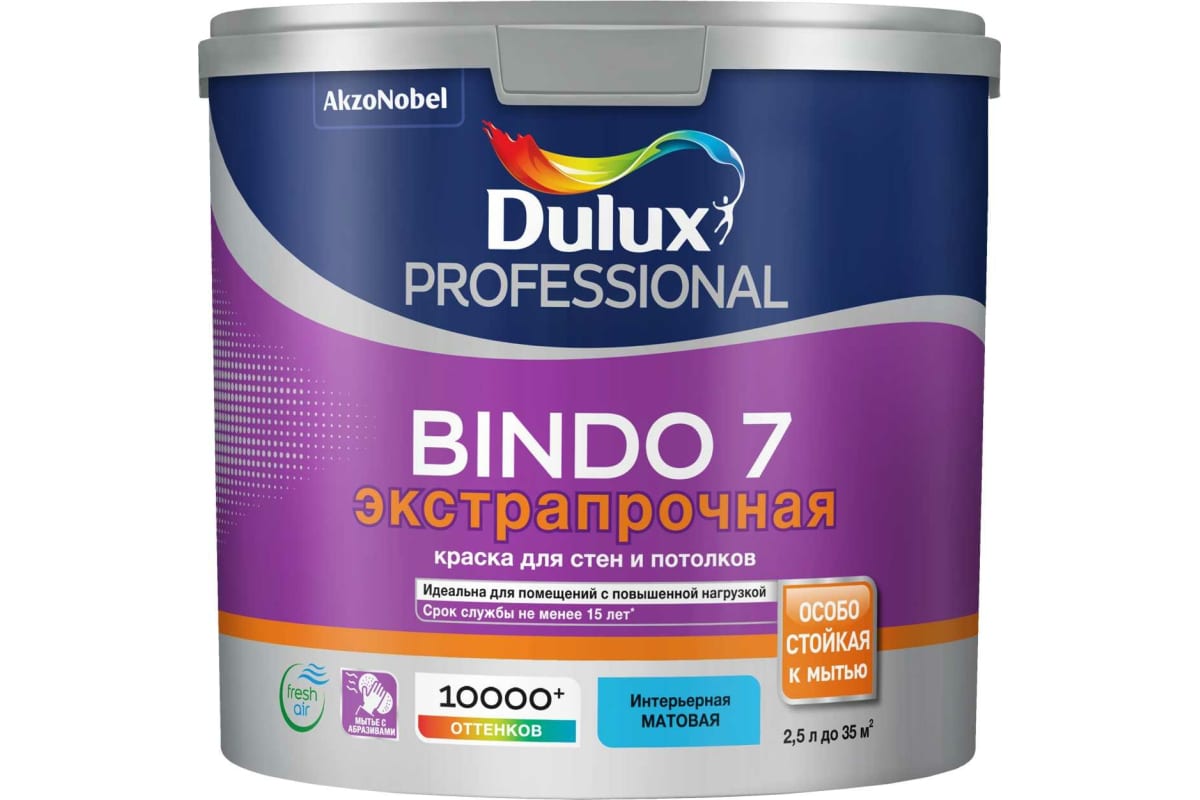 AkzoNobel
Dulux
PROFESSIONAL
BINDO 7
экстрапрочная
краска для стен и потолков
Идеальна для помещений с повышенной нагрузкой
Срок службы не менее 15 лет*
ОСОБО
СТОЙКАЯ
К МЫТЬЮ
fresh
air
МЫТЬЕ С
АБРАЗИВАМИ
10000+
ОТТЕНКОВ
Интерьерная
МАТОВАЯ
2,5 л до 35 м²